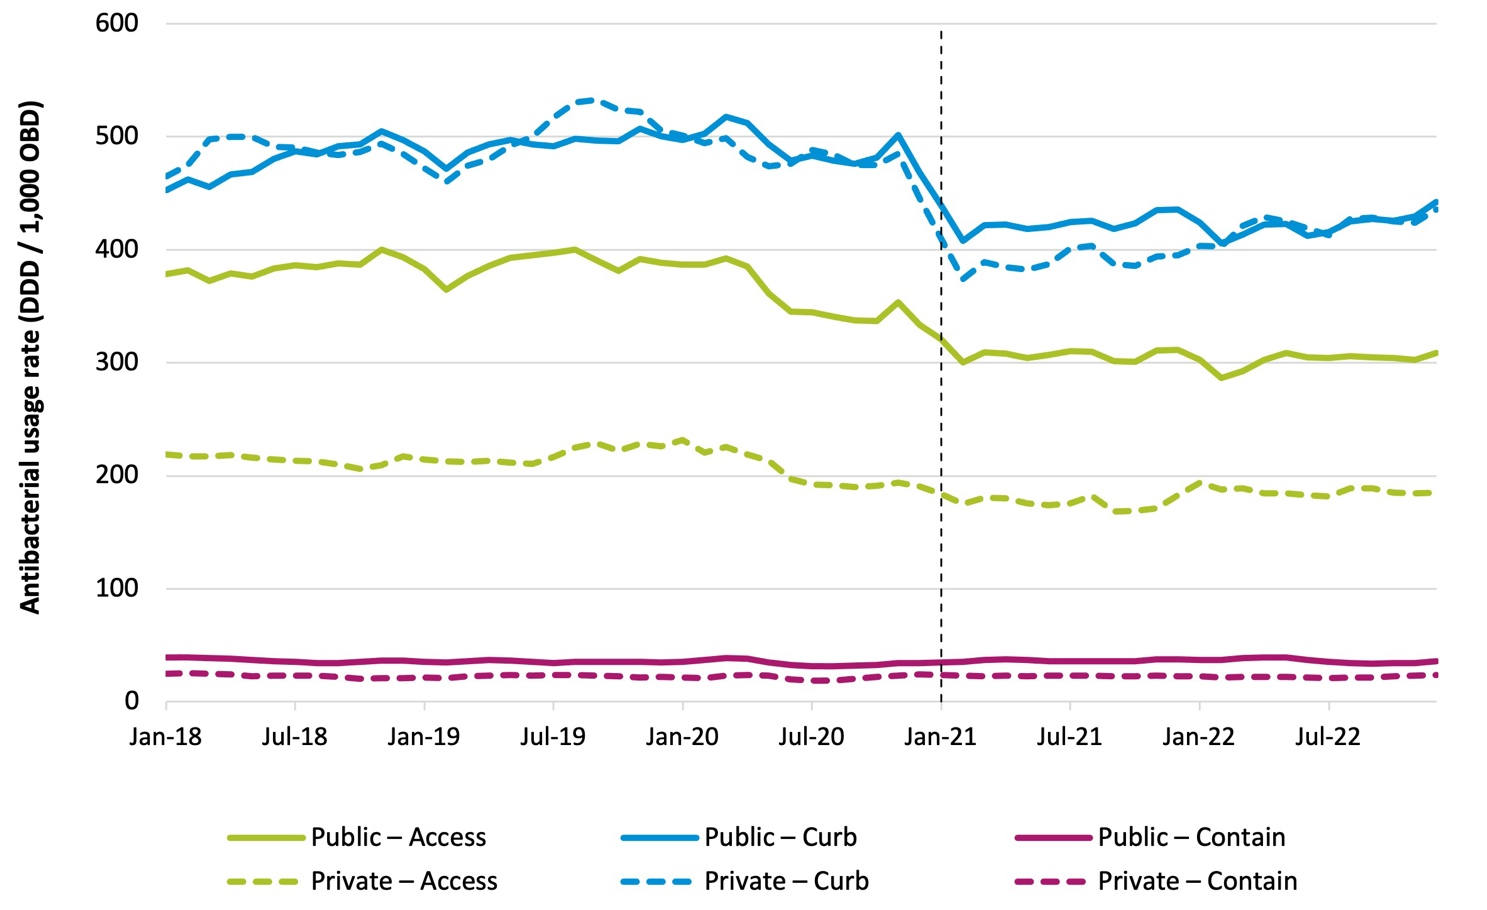 Antibacterial usage rate (DDD / 1,000 OBD)
600
500
400
300
200
100
0
Jan-18 Jul-18 Jan-19 Jul-19 Jan-20 Jul-20 Jan-21 Jul-21 Jan-22 Jul-22
Public – Access Public – Curb Public – Contain
Private – Access Private – Curb Private – Contain